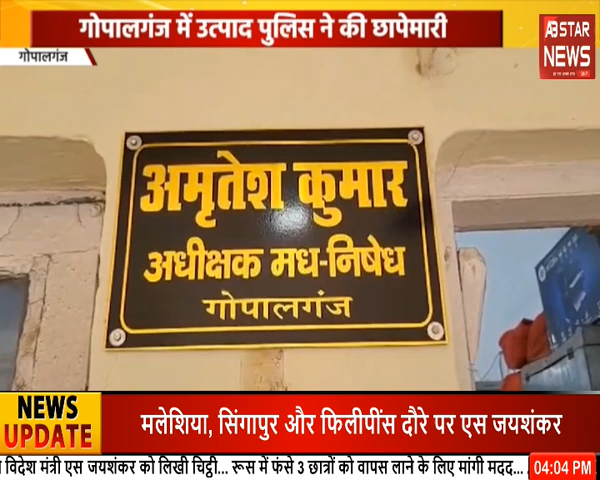 गोपालगंज में उत्पाद पुलिस ने की छापेमारी
गोपालगंज
AB STAR
NEWS
अमृतेश कुमार
अधीक्षक मध-निषेध
गोपालगंज
NEWS
UPDATE
मलेशिया, सिंगापुर और फिलीपींस दौरे पर एस जयशंकर
विदेश मंत्री एस जयशंकर को लिखी चिट्ठी... रूस में फंसे 3 छात्रों को वापस लाने के लिए मांगी मदद...
04:04 PM